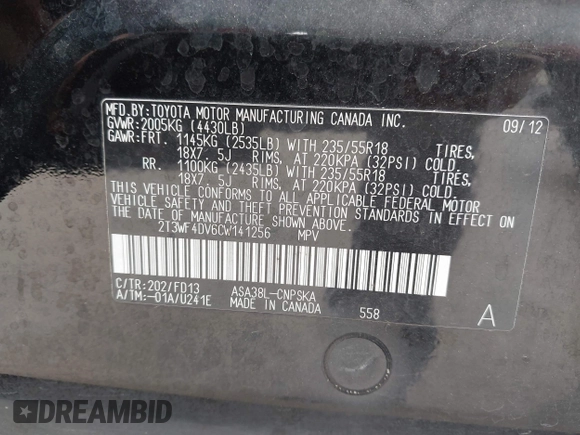 MFD.BY:TOYOTA MOTOR MANUFACTURING CANADA INC.
09/12
GVWR:2005KG (4430LB)
GAWR:FRT. 1145KG (2535LB) WITH 235/55R18 TIRES,
18X7. 5J RIMS, AT 220KPA (32PSI) COLD
RR. 1100KG (2435LB) WITH 235/55R18 TIRES,
18X7. 5J RIMS, AT 220KPA (32PSI) COLD.
THIS VEHICLE CONFORMS TO ALL APPLICABLE FEDERAL MOTOR
VEHICLE SAFETY AND THEFT PREVENTION STANDARDS IN EFFECT ON
THE DATE OF MANUFACTURE SHOWN ABOVE.
2T3WF4DV6CW141256 MPV
C/TR:202/FD13 ASA38L-CNPSKA
A/TM:-01A/U241E MADE IN CANADA 558 A
DREAMBID